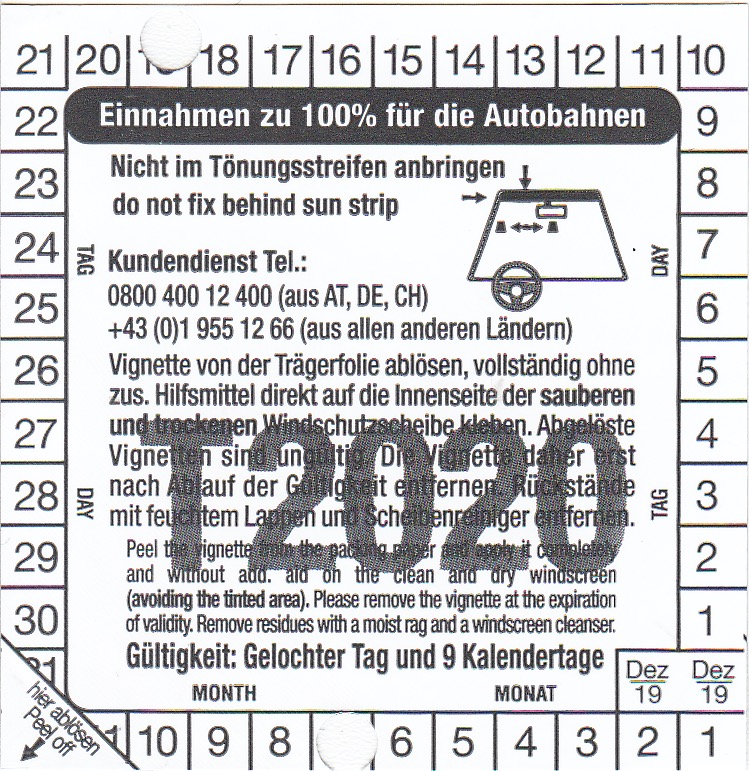 21 20 18 17 16 15 14 13 12 11 10
22 Einnahmen zu 100% für die Autobahnen 9
Nicht im Tönungsstreifen anbringen
23 8
do not fix behind sun strip
24 7
TAG
DAY
Kundendienst Tel.:
25 0800 400 12 400 (aus AT, DE, CH) 6
+43 (0)1 955 12 66 (aus allen anderen Ländern)
26 Vignette von der Trägerfolie ablösen, vollständig ohne 5
zus. Hilfsmittel direkt auf die Innenseite der sauberen
27 und trockenen Windschutzscheibe kleben. Abgelöste 4
Vignetten sind ungültig. Die Vignette daher erst
T2020
28 nach Ablauf der Gültigkeit entfernen. Rückstände 3
DAY
TAG
mit feuchtem Lappen und Scheibenreiniger entfernen.
29 Peel the vignette from the packing paper and apply it completely 2
and without add. aid on the clean and dry windscreen
30 (avoiding the tinted area). Please remove the vignette at the expiration 1
of validity. Remove residues with a moist rag and a windscreen cleanser.
Gültigkeit: Gelochter Tag und 9 Kalendertage
Dez Dez
19 19
MONTH MONAT
hier ablösen
Peel off
10 9 8 6 5 4 3 2 1